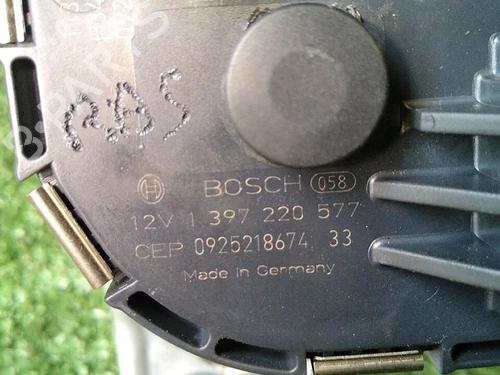 BOSCH 058
12V 1 397 220 577
CEP 0925218674 33
Made in Germany